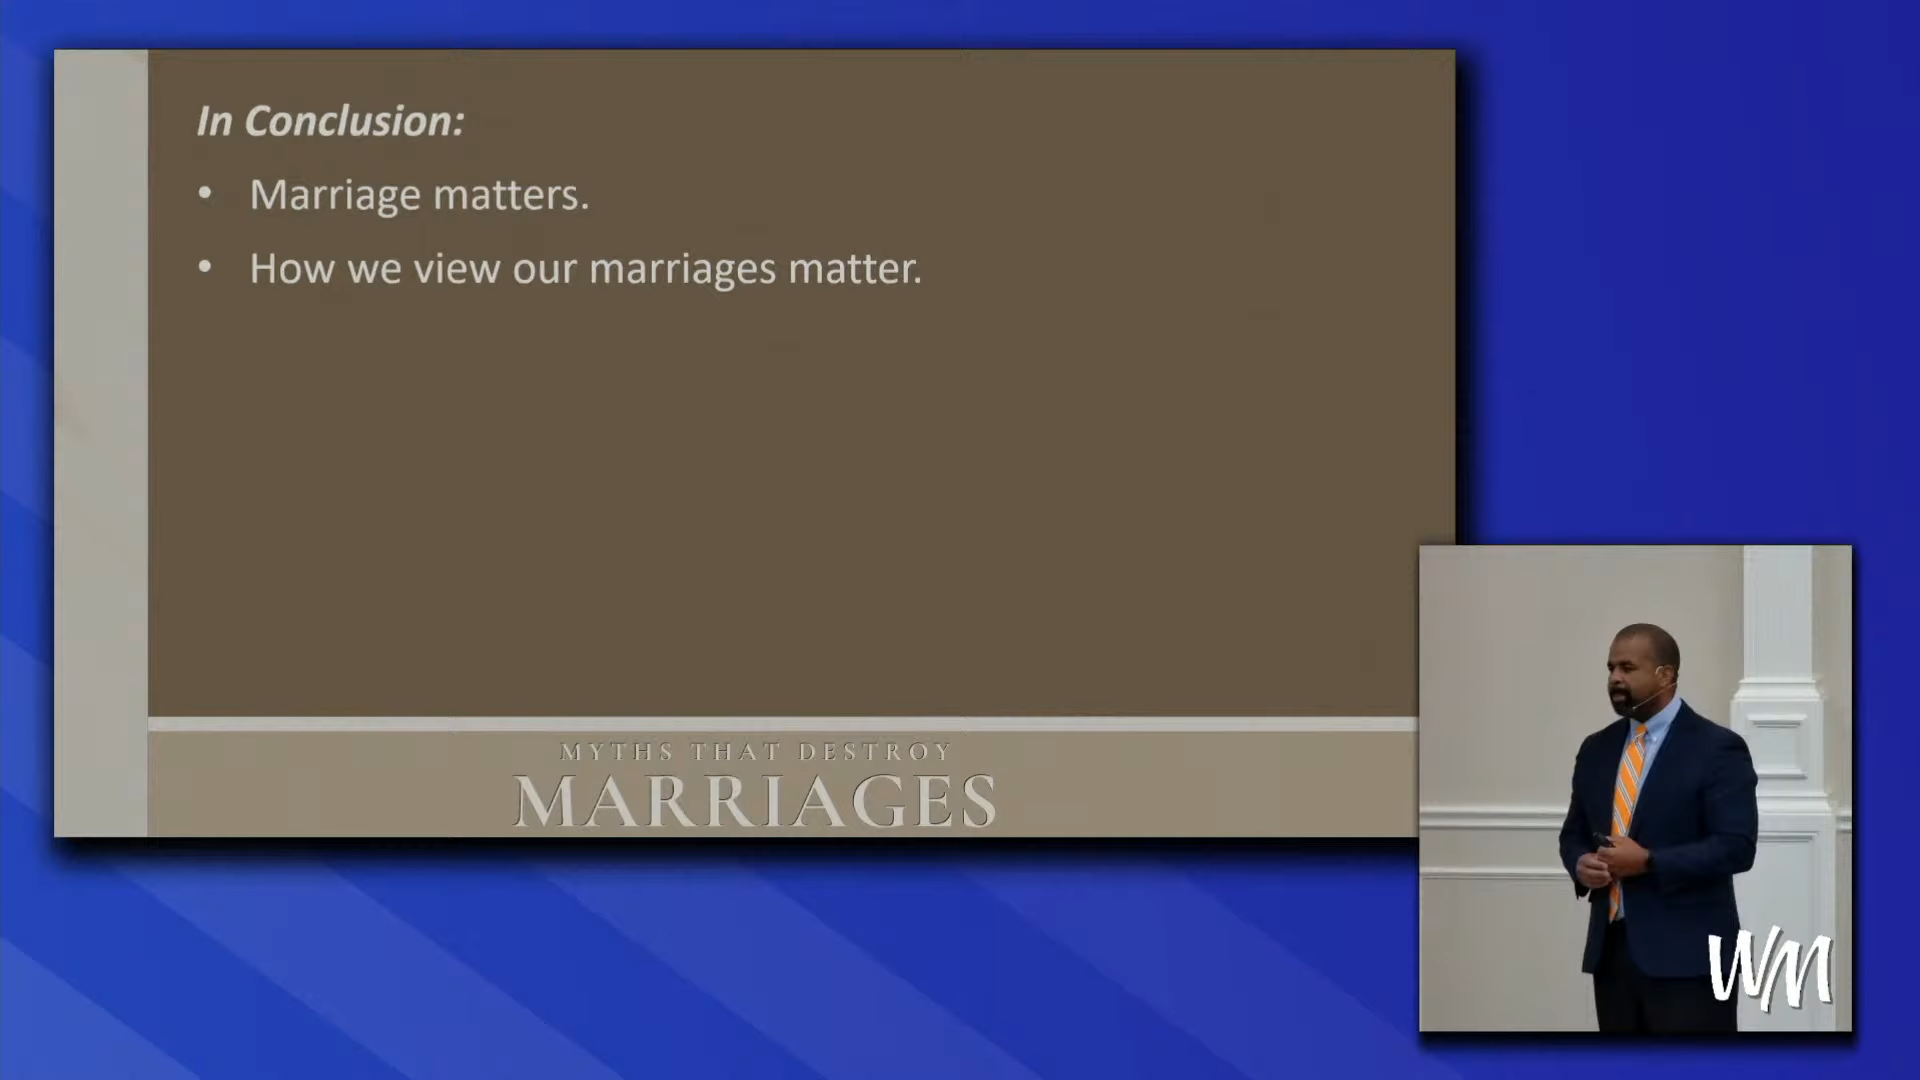 In Conclusion:
• Marriage matters.
• How we view our marriages matter.
MYTHS THAT DESTROY
MARRIAGES
WM